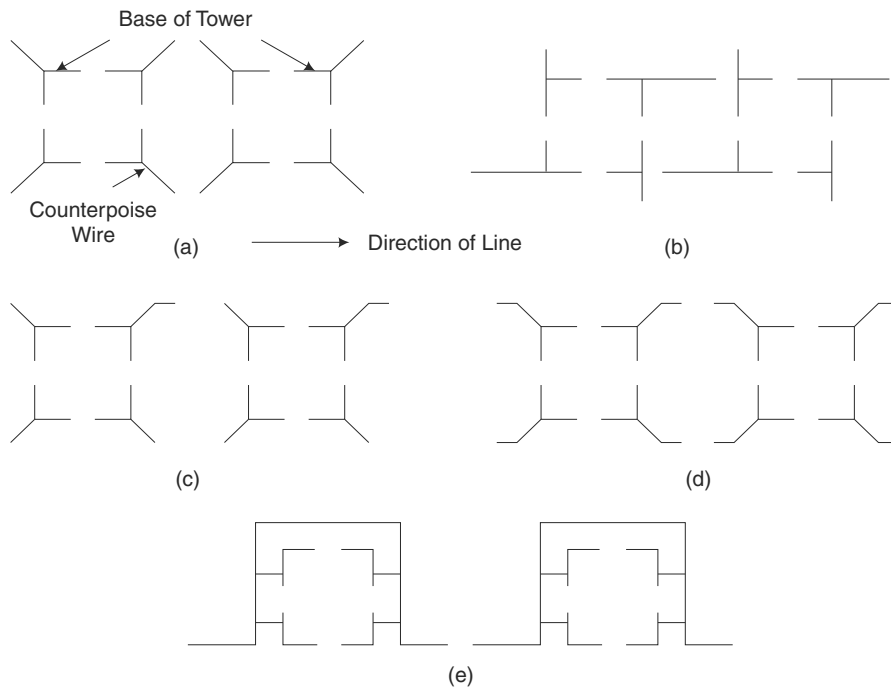 Base of Tower
Counterpoise
Wire
(a)
Direction of Line
(b)
(c)
(d)
(e)